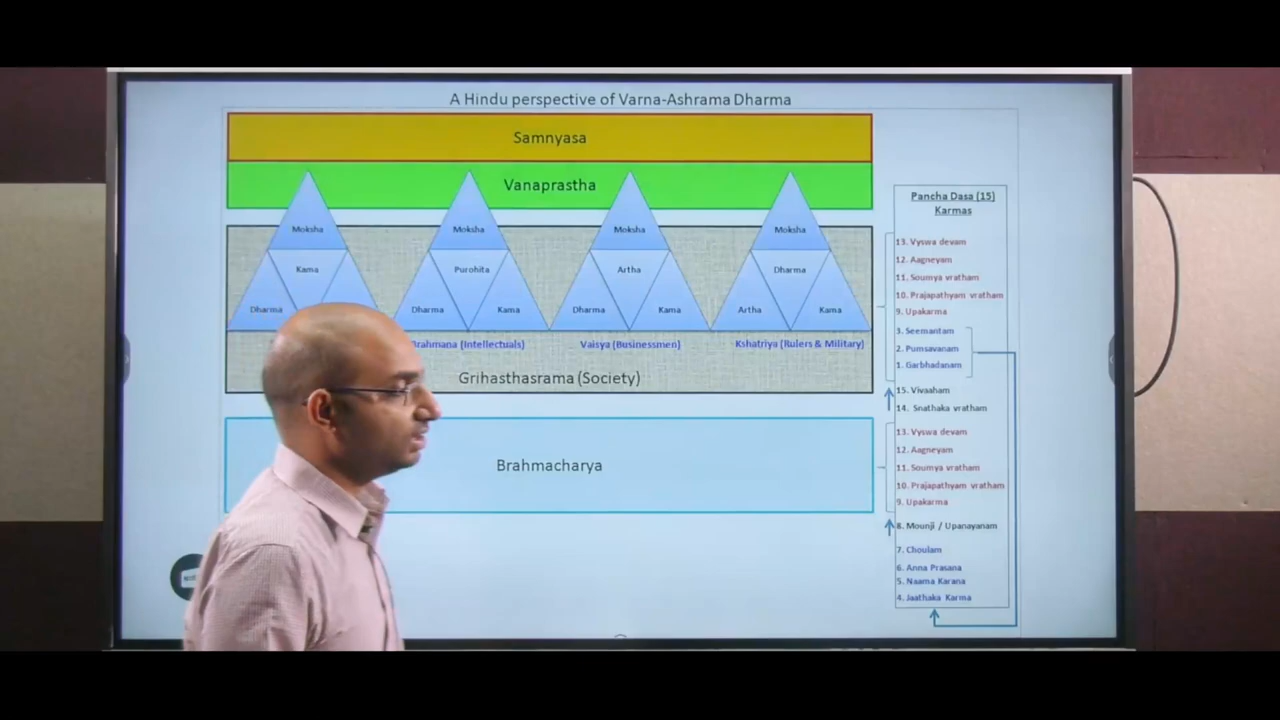 A Hindu perspective of Varna-Ashrama Dharma
Samnyasa
Vanaprastha
Moksha
Moksha
Moksha
Moksha
Kama
Purohita
Artha
Dharma
Dharma
Dharma
Kama
Dharma
Kama
Artha
Kama
Brahmana (Intellectuals)
Vaisya (Businessmen)
Kshatriya (Rulers & Military)
Grihasthasrama (Society)
Brahmacharya
Pancha Dasa (15)
Karmas
13. Vyswa devam
12. Aagneyam
11. Soumya vratham
10. Prajapathyam vratham
9. Upakarma
3. Seemantam
2. Pumsavanam
1. Garbhadanam
15. Vivaaham
14. Snathaka vratham
13. Vyswa devam
12. Aagneyam
11. Soumya vratham
10. Prajapathyam vratham
9. Upakarma
8. Mounji / Upanayanam
7. Choulam
6. Anna Prasana
5. Naama Karana
4. Jaathaka Karma